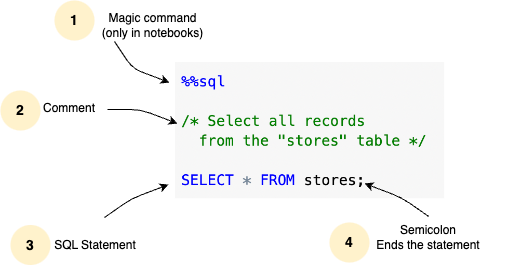 1
Magic command
(only in notebooks)
%%sql
2
Comment
/* Select all records
from the "stores" table */
SELECT * FROM stores;
3
SQL Statement
4
Semicolon
Ends the statement